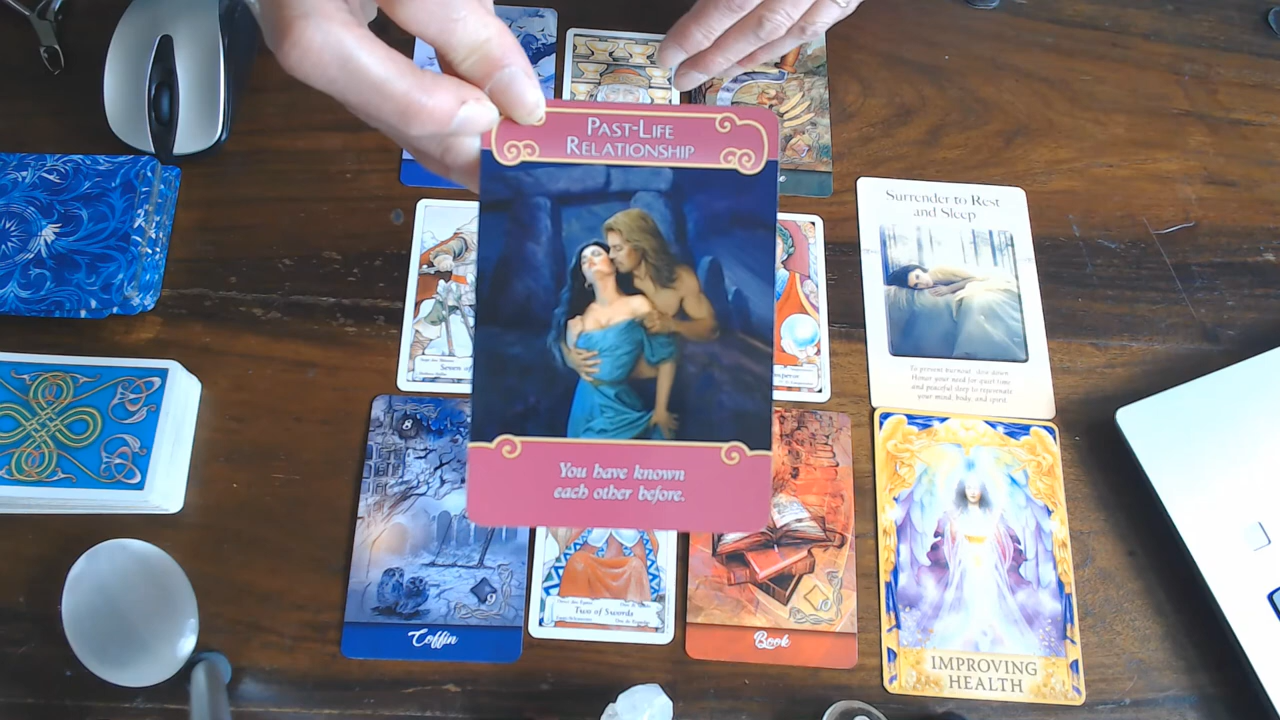 PAST-LIFE
RELATIONSHIP
You have known
each other before.
Surrender to Rest
and Sleep
To prevent burnout, slow down.
Honor your need for quiet time
and peaceful sleep to rejuvenate
your mind, body, and spirit.
Seven of
8
Coffin
9
Two of Swords
Book
IMPROVING
HEALTH